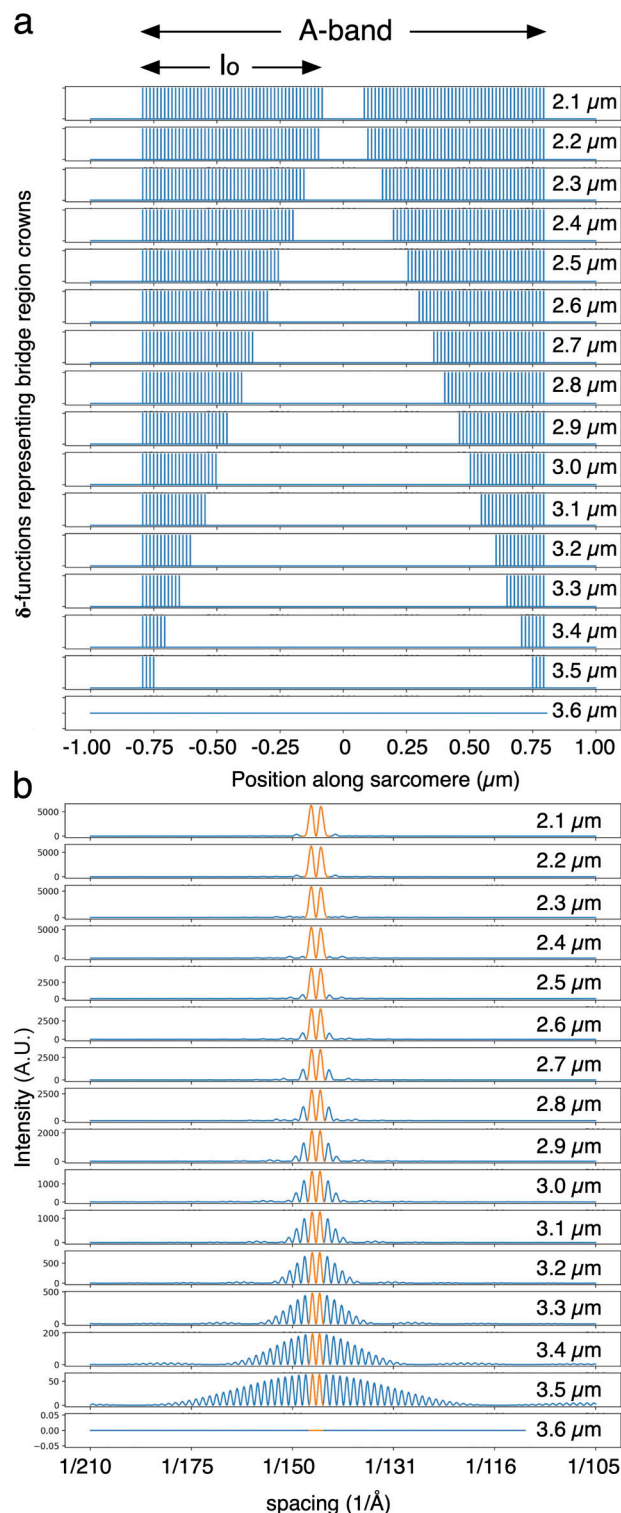 a
A-band
Io
δ-functions representing bridge region crowns
2.1 µm
2.2 µm
2.3 µm
2.4 µm
2.5 µm
2.6 µm
2.7 µm
2.8 µm
2.9 µm
3.0 µm
3.1 µm
3.2 µm
3.3 µm
3.4 µm
3.5 µm
3.6 µm
-1.00 -0.75 -0.50 -0.25 0 0.25 0.50 0.75 1.00
Position along sarcomere (µm)
b
Intensity (A.U.)
5000
0
2.1 µm
5000
0
2.2 µm
5000
0
2.3 µm
5000
0
2.4 µm
2500
0
2.5 µm
2500
0
2.6 µm
2500
0
2.7 µm
2500
0
2.8 µm
2000
0
2.9 µm
1000
0
3.0 µm
1000
0
3.1 µm
500
0
3.2 µm
500
0
3.3 µm
200
0
3.4 µm
50
0
3.5 µm
0.05
0.00
-0.05
3.6 µm
1/210 1/175 1/150 1/131 1/116 1/105
spacing (1/Å)